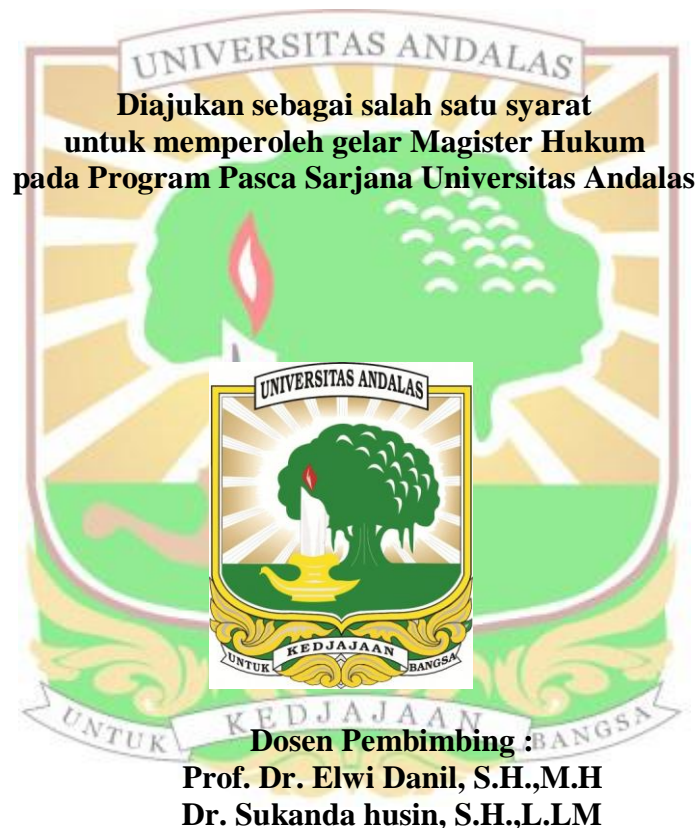 UNIVERSITAS ANDALAS
Diajukan sebagai salah satu syarat
untuk memperoleh gelar Magister Hukum
pada Program Pasca Sarjana Universitas Andalas
UNIVERSITAS ANDALAS
UNTUK KEDJAJAAN BANGSA
UNTUK KEDJAJAAN BANGSA
Dosen Pembimbing :
Prof. Dr. Elwi Danil, S.H.,M.H
Dr. Sukanda husin, S.H.,L.LM